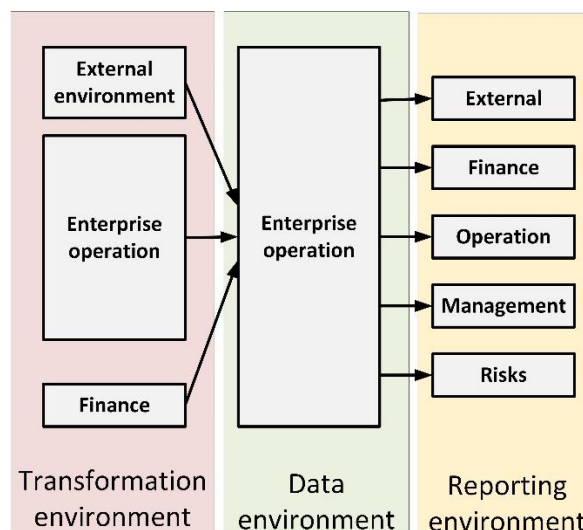 External
environment
Enterprise
operation
Finance
Enterprise
operation
External
Finance
Operation
Management
Risks
Transformation
environment
Data
environment
Reporting
environment